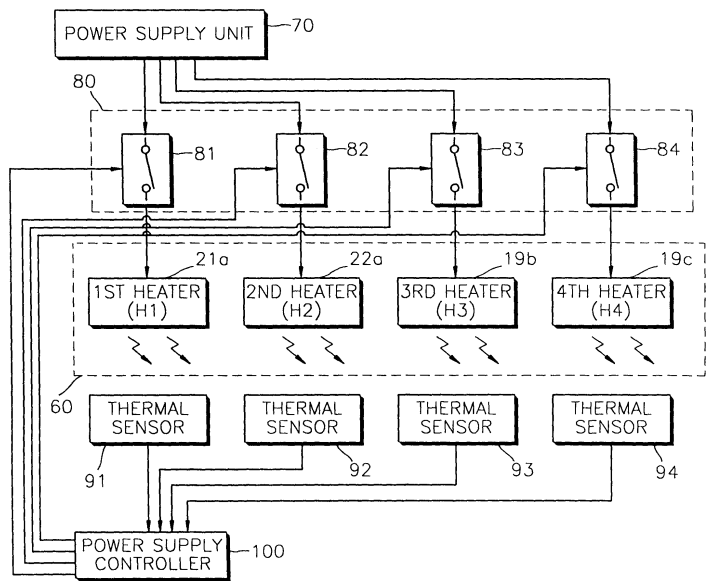 POWER SUPPLY UNIT
70
80
81
82
83
84
21a
22a
19b
19c
1ST HEATER
(H1)
2ND HEATER
(H2)
3RD HEATER
(H3)
4TH HEATER
(H4)
60
THERMAL
SENSOR
THERMAL
SENSOR
THERMAL
SENSOR
THERMAL
SENSOR
91
92
93
94
POWER SUPPLY
CONTROLLER
100